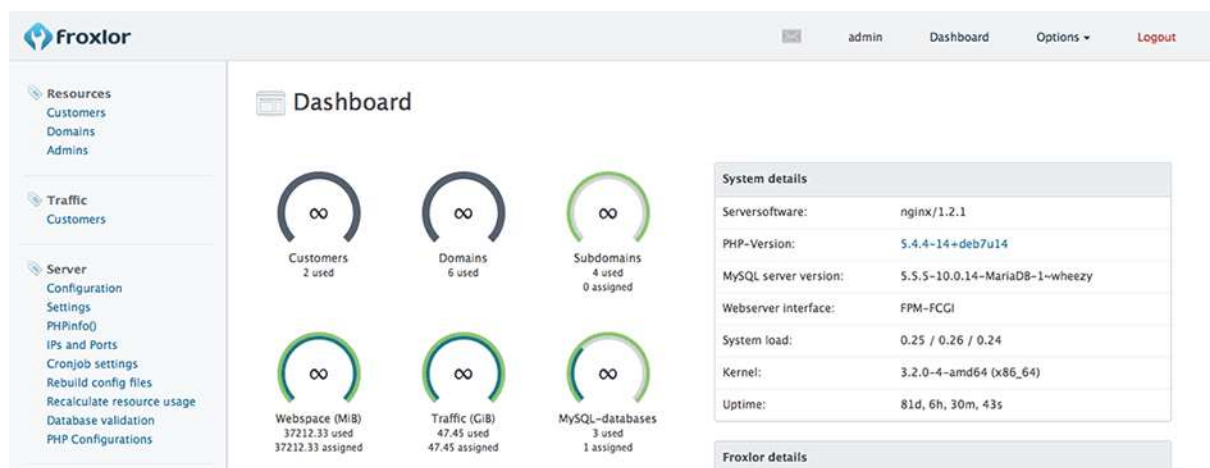 froxlor
admin Dashboard Options Logout
Resources
Customers
Domains
Admins
Traffic
Customers
Server
Configuration
Settings
PHPinfo()
IPs and Ports
Cronjob settings
Rebuild config files
Recalculate resource usage
Database validation
PHP Configurations
Dashboard
∞ ∞ ∞
Customers Domains Subdomains
2 used 6 used 4 used
0 assigned
∞ ∞ ∞
Webspace (MiB) Traffic (GiB) MySQL-databases
37212.33 used 47.45 used 3 used
37212.33 assigned 47.45 assigned 1 assigned
System details
Serversoftware: nginx/1.2.1
PHP-Version: 5.4.4-14+deb7u14
MySQL server version: 5.5.5-10.0.14-MariaDB-1~wheezy
Webserver interface: FPM-FCGI
System load: 0.25 / 0.26 / 0.24
Kernel: 3.2.0-4-amd64 (x86_64)
Uptime: 81d, 6h, 30m, 43s
Froxlor details